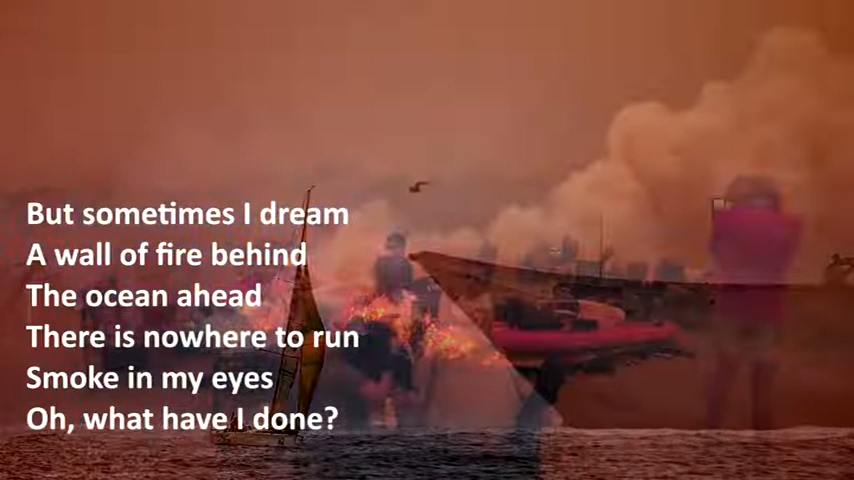 But sometimes I dream
A wall of fire behind
The ocean ahead
There is nowhere to run
Smoke in my eyes
Oh, what have I done?